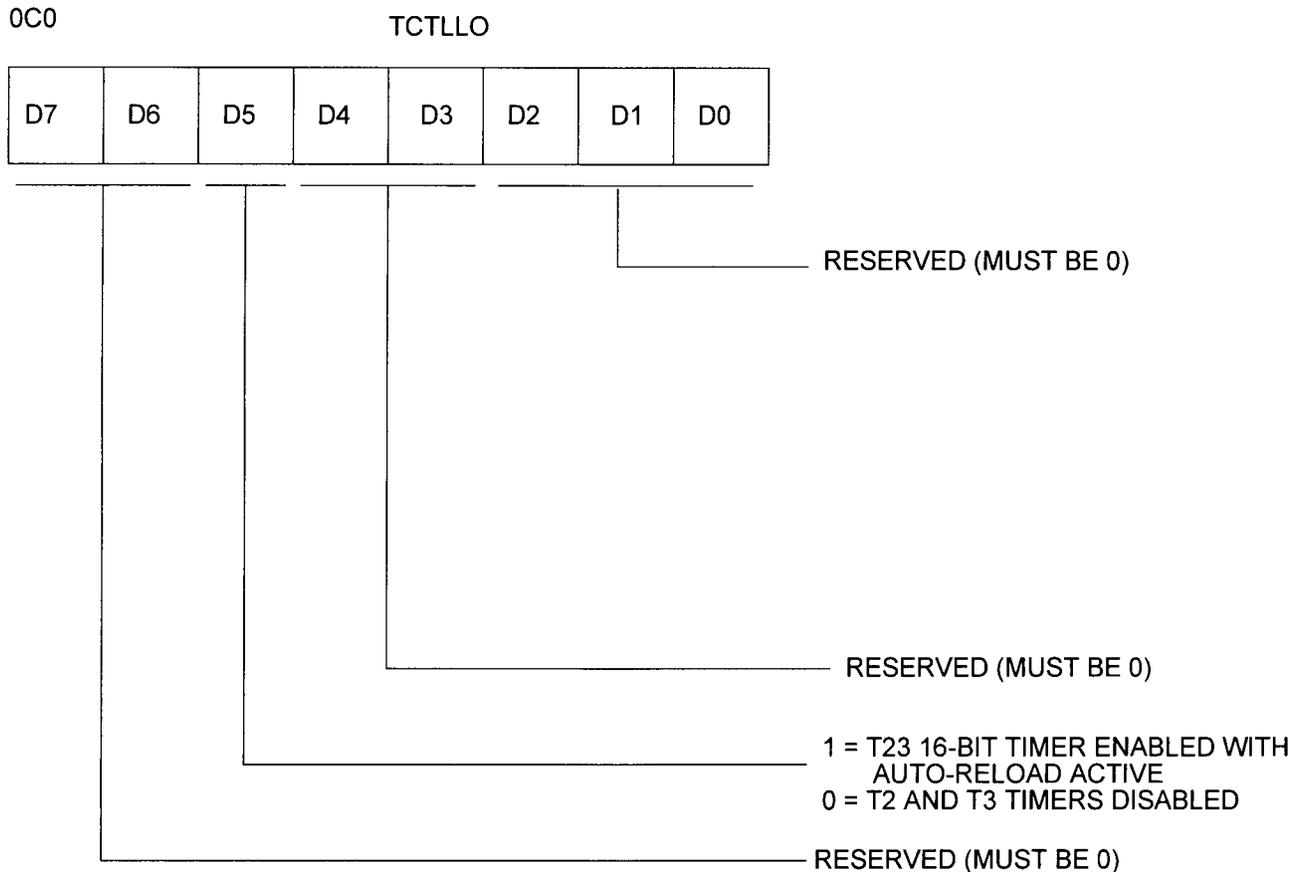 0C0
TCTLLO
D7 D6 D5 D4 D3 D2 D1 D0
RESERVED (MUST BE 0)
RESERVED (MUST BE 0)
1 = T23 16-BIT TIMER ENABLED WITH
AUTO-RELOAD ACTIVE
0 = T2 AND T3 TIMERS DISABLED
RESERVED (MUST BE 0)